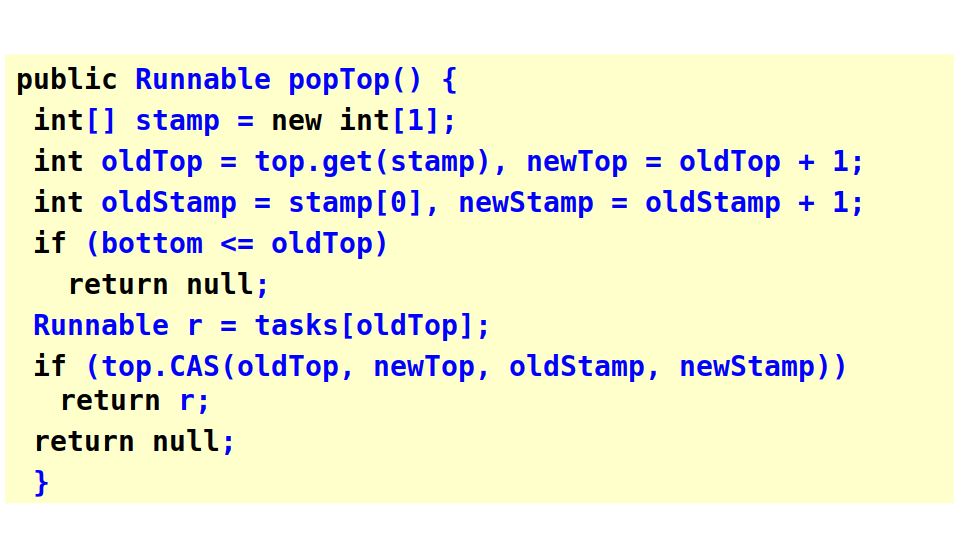 public Runnable popTop() {
int[] stamp = new int[1];
int oldTop = top.get(stamp), newTop = oldTop + 1;
int oldStamp = stamp[0], newStamp = oldStamp + 1;
if (bottom <= oldTop)
return null;
Runnable r = tasks[oldTop];
if (top.CAS(oldTop, newTop, oldStamp, newStamp))
return r;
return null;
}